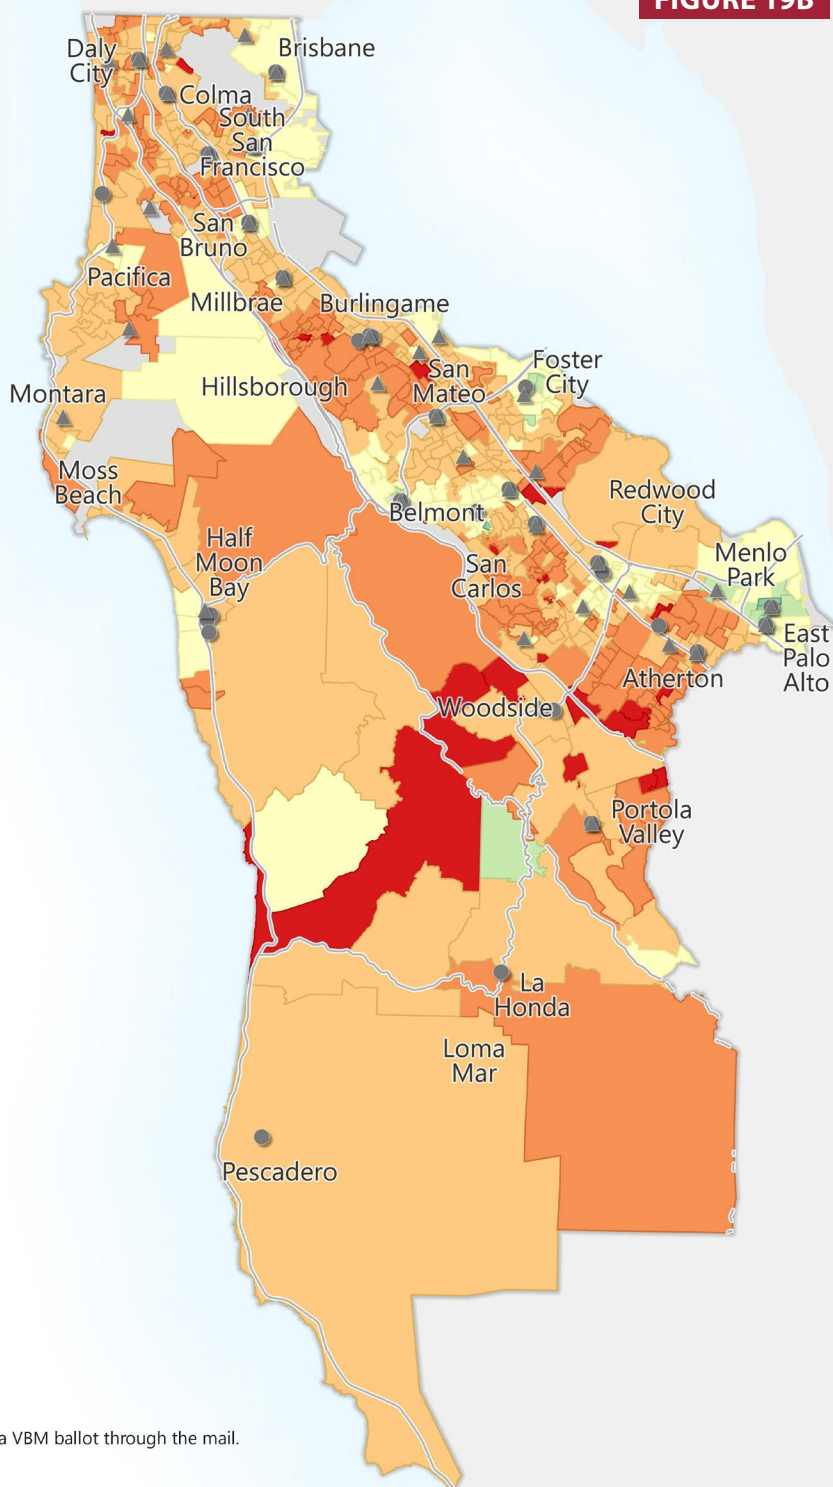 FIGURE 19B
Daly
City
Brisbane
Colma
South
San
Francisco
San
Bruno
Pacifica
Millbrae
Burlingame
Hillsborough
San
Mateo
Foster
City
Montara
Moss
Beach
Belmont
Redwood
City
Half
Moon
Bay
San
Carlos
Menlo
Park
East
Palo
Alto
Atherton
Woodside
Portola
Valley
La
Honda
Loma
Mar
Pescadero
a VBM ballot through the mail.